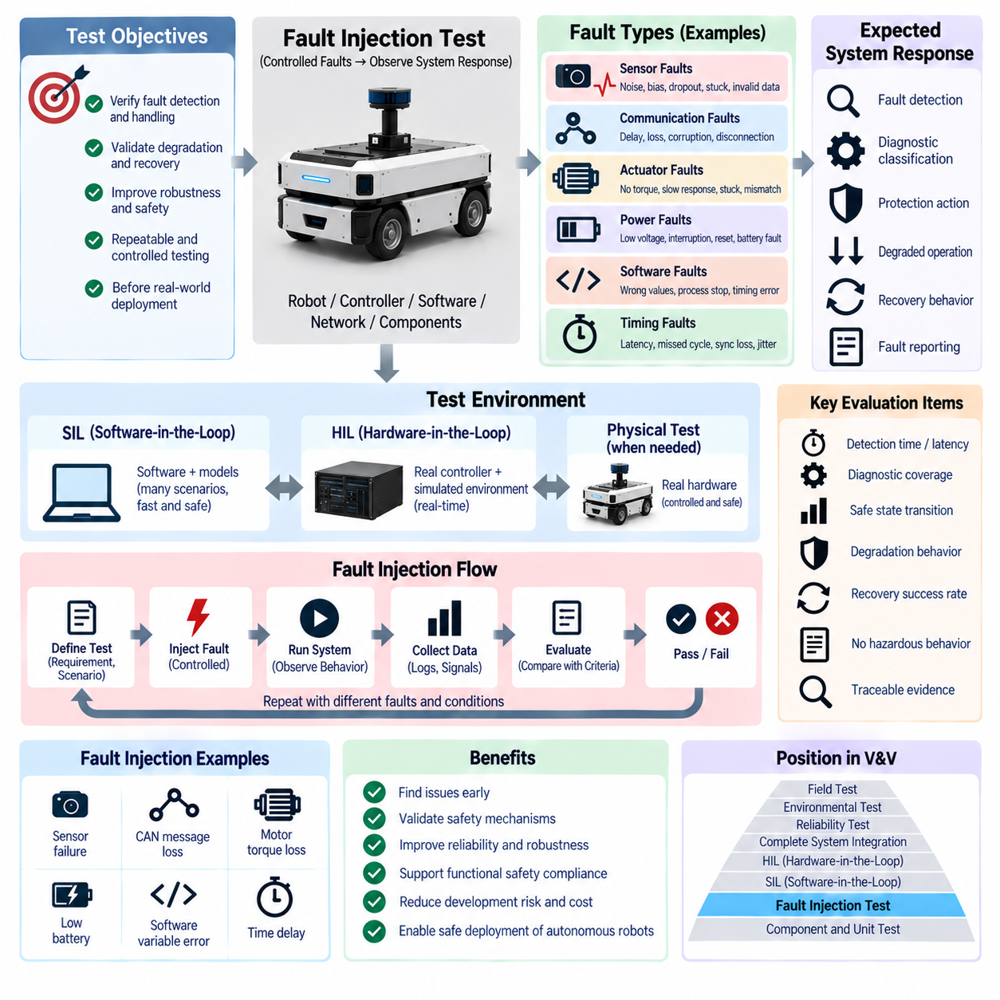 Test Objectives
Verify fault detection
and handling
Validate degradation
and recovery
Improve robustness
and safety
Repeatable and
controlled testing
Before real-world
deployment
Fault Injection Test
(Controlled Faults → Observe System Response)
Robot / Controller / Software /
Network / Components
Fault Types (Examples)
Sensor Faults
Noise, bias, dropout, stuck, invalid data
Communication Faults
Delay, loss, corruption, disconnection
Actuator Faults
No torque, slow response, stuck, mismatch
Power Faults
Low voltage, interruption, reset, battery fault
Software Faults
Wrong values, process stop, timing error
Timing Faults
Latency, missed cycle, sync loss, jitter
Expected
System Response
Fault detection
Diagnostic
classification
Protection action
Degraded operation
Recovery behavior
Fault reporting
Test Environment
SIL (Software-in-the-Loop)
Software + models
(many scenarios,
fast and safe)
HIL (Hardware-in-the-Loop)
Real controller +
simulated environment
(real-time)
Physical Test
(when needed)
Real hardware
(controlled and safe)
Key Evaluation Items
Detection time / latency
Diagnostic coverage
Safe state transition
Degradation behavior
Recovery success rate
No hazardous behavior
Traceable evidence
Fault Injection Flow
Define Test
(Requirement,
Scenario)
Inject Fault
(Controlled)
Run System
(Observe Behavior)
Collect Data
(Logs, Signals)
Evaluate
(Compare with Criteria)
Pass / Fail
Repeat with different faults and conditions
Fault Injection Examples
Sensor
failure
CAN message
loss
Motor
torque loss
Low
battery
Software
variable error
Time delay
Benefits
Find issues early
Validate safety mechanisms
Improve reliability and robustness
Support functional safety compliance
Reduce development risk and cost
Enable safe deployment of autonomous robots
Position in V&V
Field Test
Environmental Test
Reliability Test
Complete System Integration
HIL (Hardware-in-the-Loop)
SIL (Software-in-the-Loop)
Fault Injection Test
Component and Unit Test